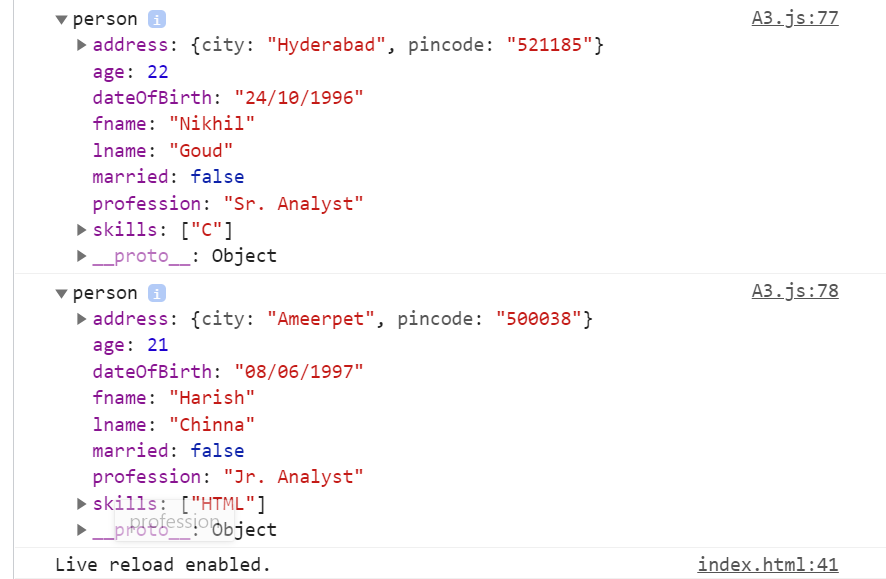 ▼person i A3.js:77
▶address: {city: "Hyderabad", pincode: "521185"}
age: 22
dateOfBirth: "24/10/1996"
fname: "Nikhil"
lname: "Goud"
married: false
profession: "Sr. Analyst"
▶skills: ["C"]
▶__proto__: Object
▼person i A3.js:78
▶address: {city: "Ameerpet", pincode: "500038"}
age: 21
dateOfBirth: "08/06/1997"
fname: "Harish"
lname: "Chinna"
married: false
profession: "Jr. Analyst"
▶skills: ["HTML"]
profession
▶__proto__: Object
Live reload enabled. index.html:41